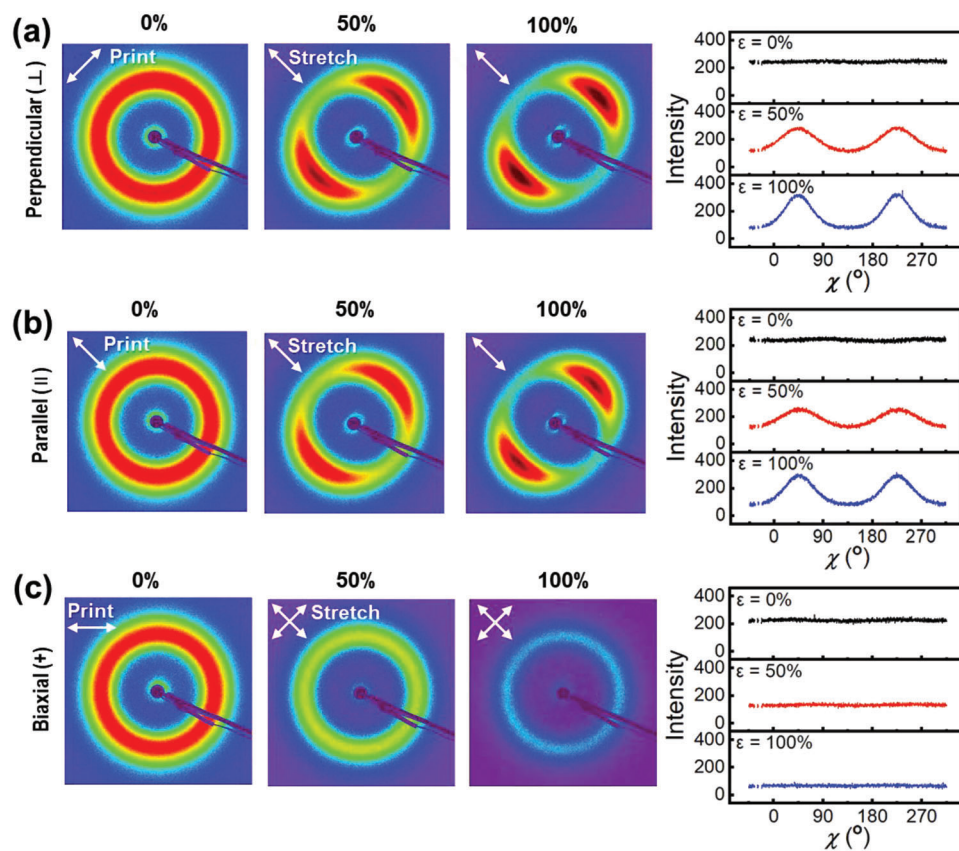 (a)
0%
50%
100%
Perpendicular (⊥)
Print
Stretch
Intensity
400
200
0
ε = 0%
400
200
0
ε = 50%
400
200
0
ε = 100%
0
90
180
270
χ (°)
(b)
0%
50%
100%
Parallel (II)
Print
Stretch
Intensity
400
200
0
ε = 0%
400
200
0
ε = 50%
400
200
0
ε = 100%
0
90
180
270
χ (°)
(c)
0%
50%
100%
Biaxial (+)
Print
Stretch
Intensity
400
200
0
ε = 0%
400
200
0
ε = 50%
400
200
0
ε = 100%
0
90
180
270
χ (°)